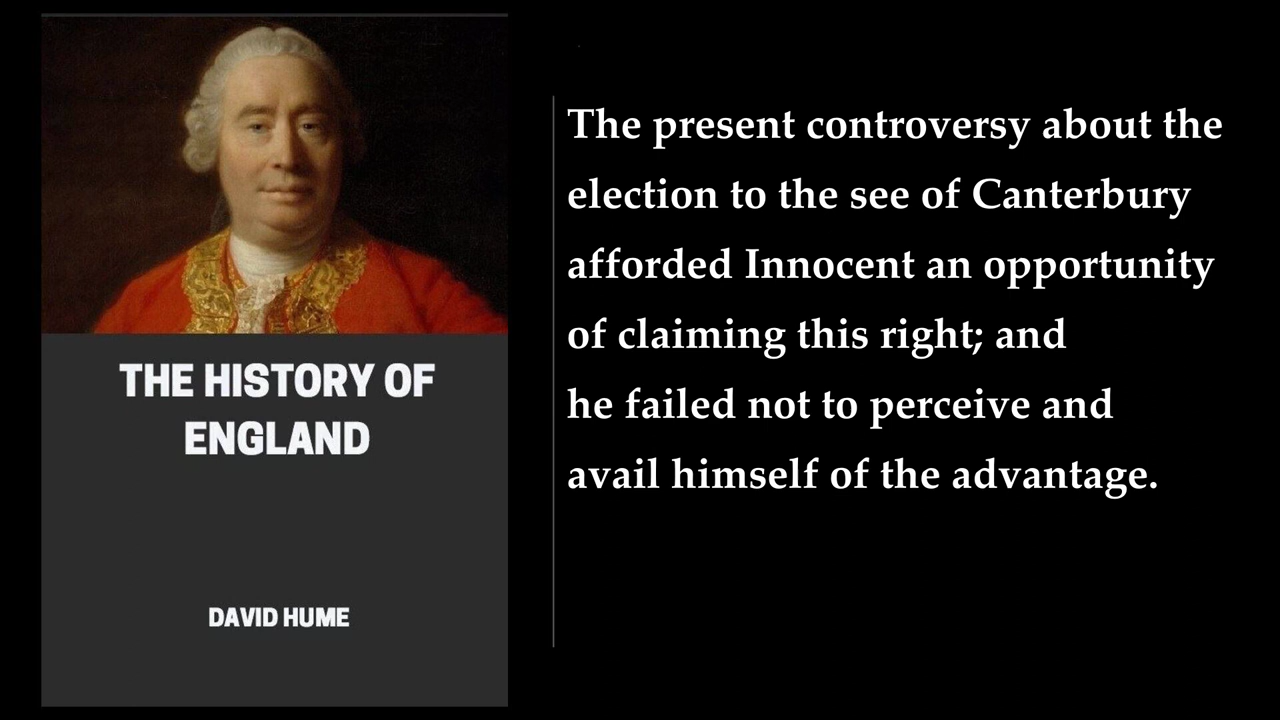 THE HISTORY OF
ENGLAND
DAVID HUME
The present controversy about the
election to the see of Canterbury
afforded Innocent an opportunity
of claiming this right; and
he failed not to perceive and
avail himself of the advantage.